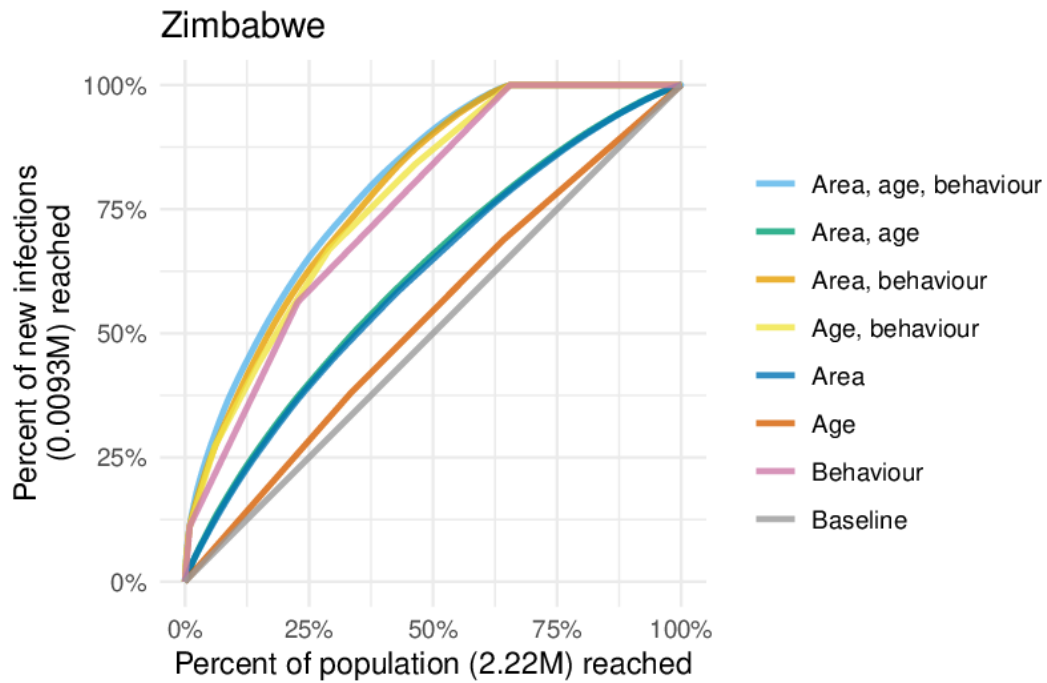 Zimbabwe
Percent of new infections
(0.0093M) reached
100%
75%
50%
25%
0%
0%
25%
50%
75%
100%
Percent of population (2.22M) reached
Area, age, behaviour
Area, age
Area, behaviour
Age, behaviour
Area
Age
Behaviour
Baseline